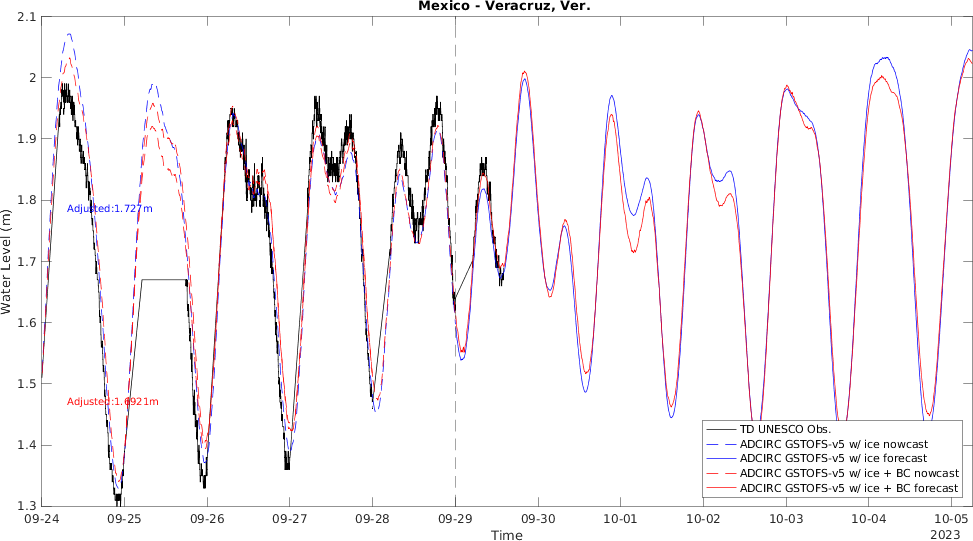 Mexico - Veracruz, Ver.
2.1
2
1.9
1.8
1.7
1.6
1.5
1.4
1.3
Water Level (m)
Adjusted:1.727m
Adjusted:1.6921m
TD UNESCO Obs.
ADCIRC GSTOFS-v5 w/ ice nowcast
ADCIRC GSTOFS-v5 w/ ice forecast
ADCIRC GSTOFS-v5 w/ ice + BC nowcast
ADCIRC GSTOFS-v5 w/ ice + BC forecast
09-24 09-25 09-26 09-27 09-28 09-29 09-30 10-01 10-02 10-03 10-04 10-05
Time
2023